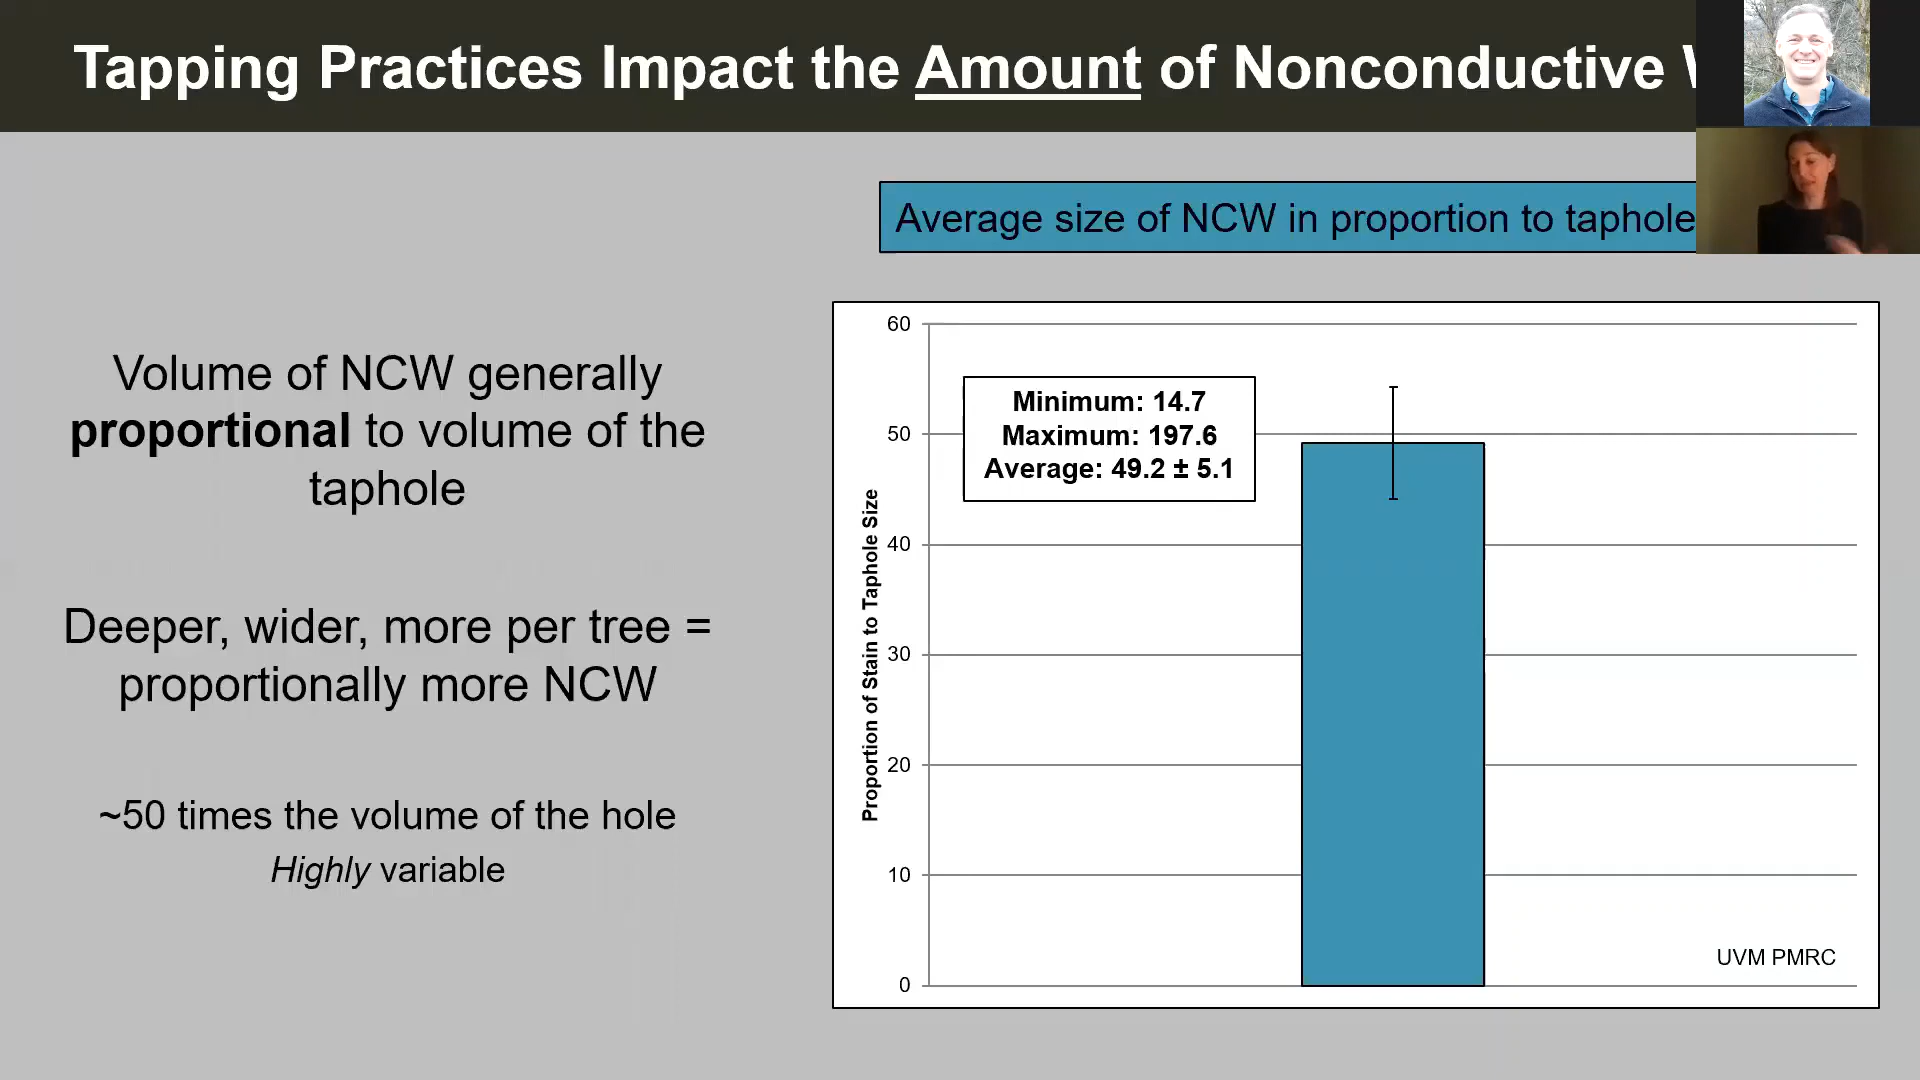 Tapping Practices Impact the Amount of Nonconductive
Average size of NCW in proportion to taphole
Volume of NCW generally
proportional to volume of the
taphole
Deeper, wider, more per tree =
proportionally more NCW
~50 times the volume of the hole
Highly variable
Minimum: 14.7
Maximum: 197.6
Average: 49.2 ± 5.1
Proportion of Stain to Taphole Size
60
50
40
30
20
10
0
UVM PMRC